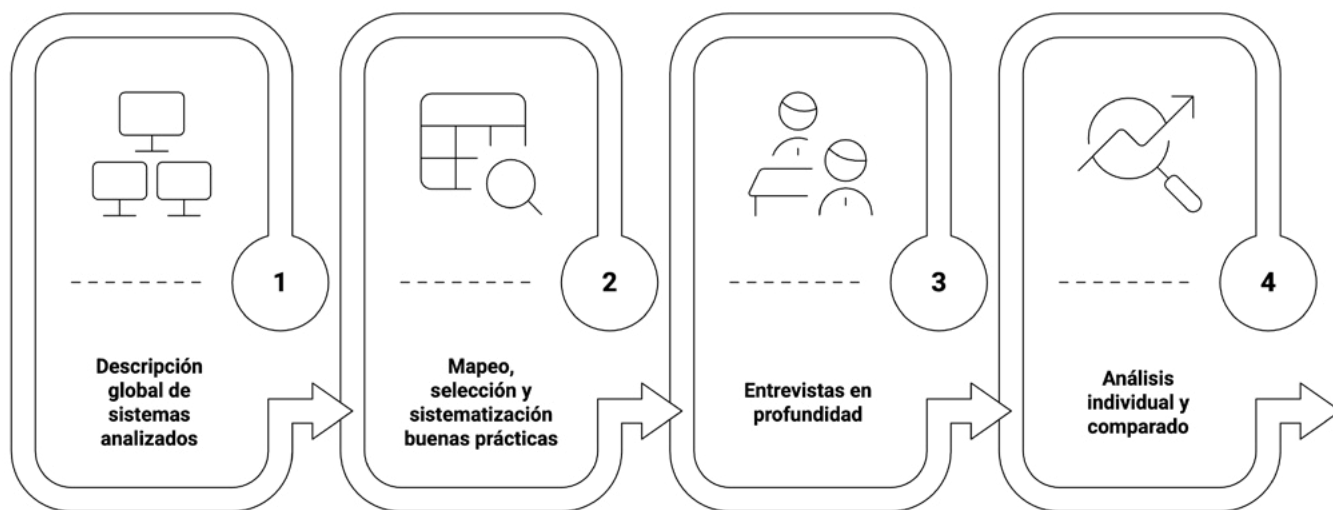 1
Descripción
global de
sistemas
analizados
2
Mapeo,
selección y
sistematización
buenas prácticas
3
Entrevistas en
profundidad
4
Análisis
individual y
comparado